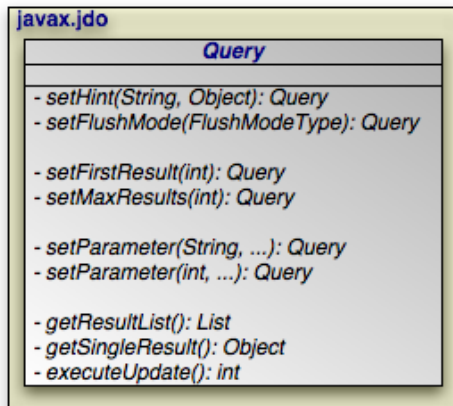 javax.jdo
Query
- setHint(String, Object): Query
- setFlushMode(FlushModeType): Query
- setFirstResult(int): Query
- setMaxResults(int): Query
- setParameter(String, ...): Query
- setParameter(int, ...): Query
- getResultList(): List
- getSingleResult(): Object
- executeUpdate(): int